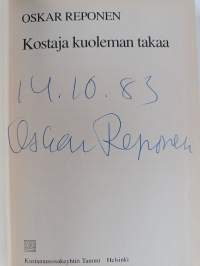 OSKAR REPONEN
Kostaja kuoleman takaa
14.10.83
Oskar Reponen
Kustannusosakeyhtiö Tammi Helsinki